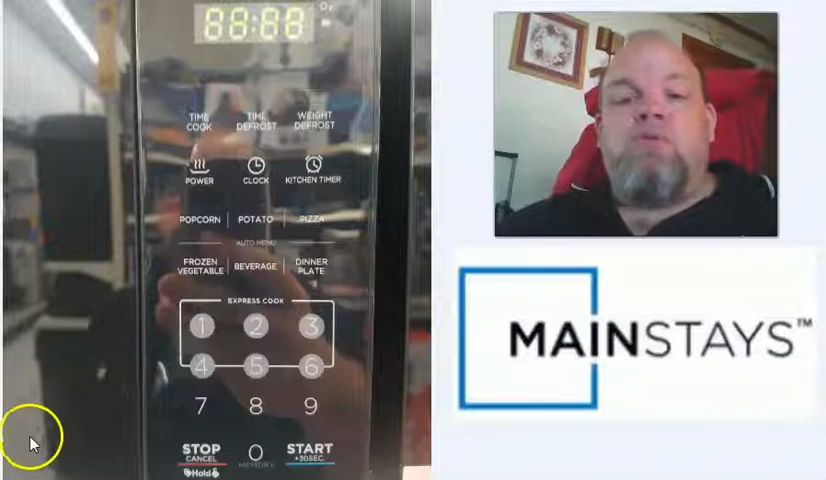 88:88
TIME COOK
TIME DEFROST
WEIGHT DEFROST
POWER
CLOCK
KITCHEN TIMER
POPCORN
POTATO
PIZZA
AUTO MENU
FROZEN VEGETABLE
BEVERAGE
DINNER PLATE
EXPRESS COOK
1 2 3
4 5 6
7 8 9
STOP
CANCEL
Hold
0
MEMORY
START
+30SEC.
MAINSTAYS™